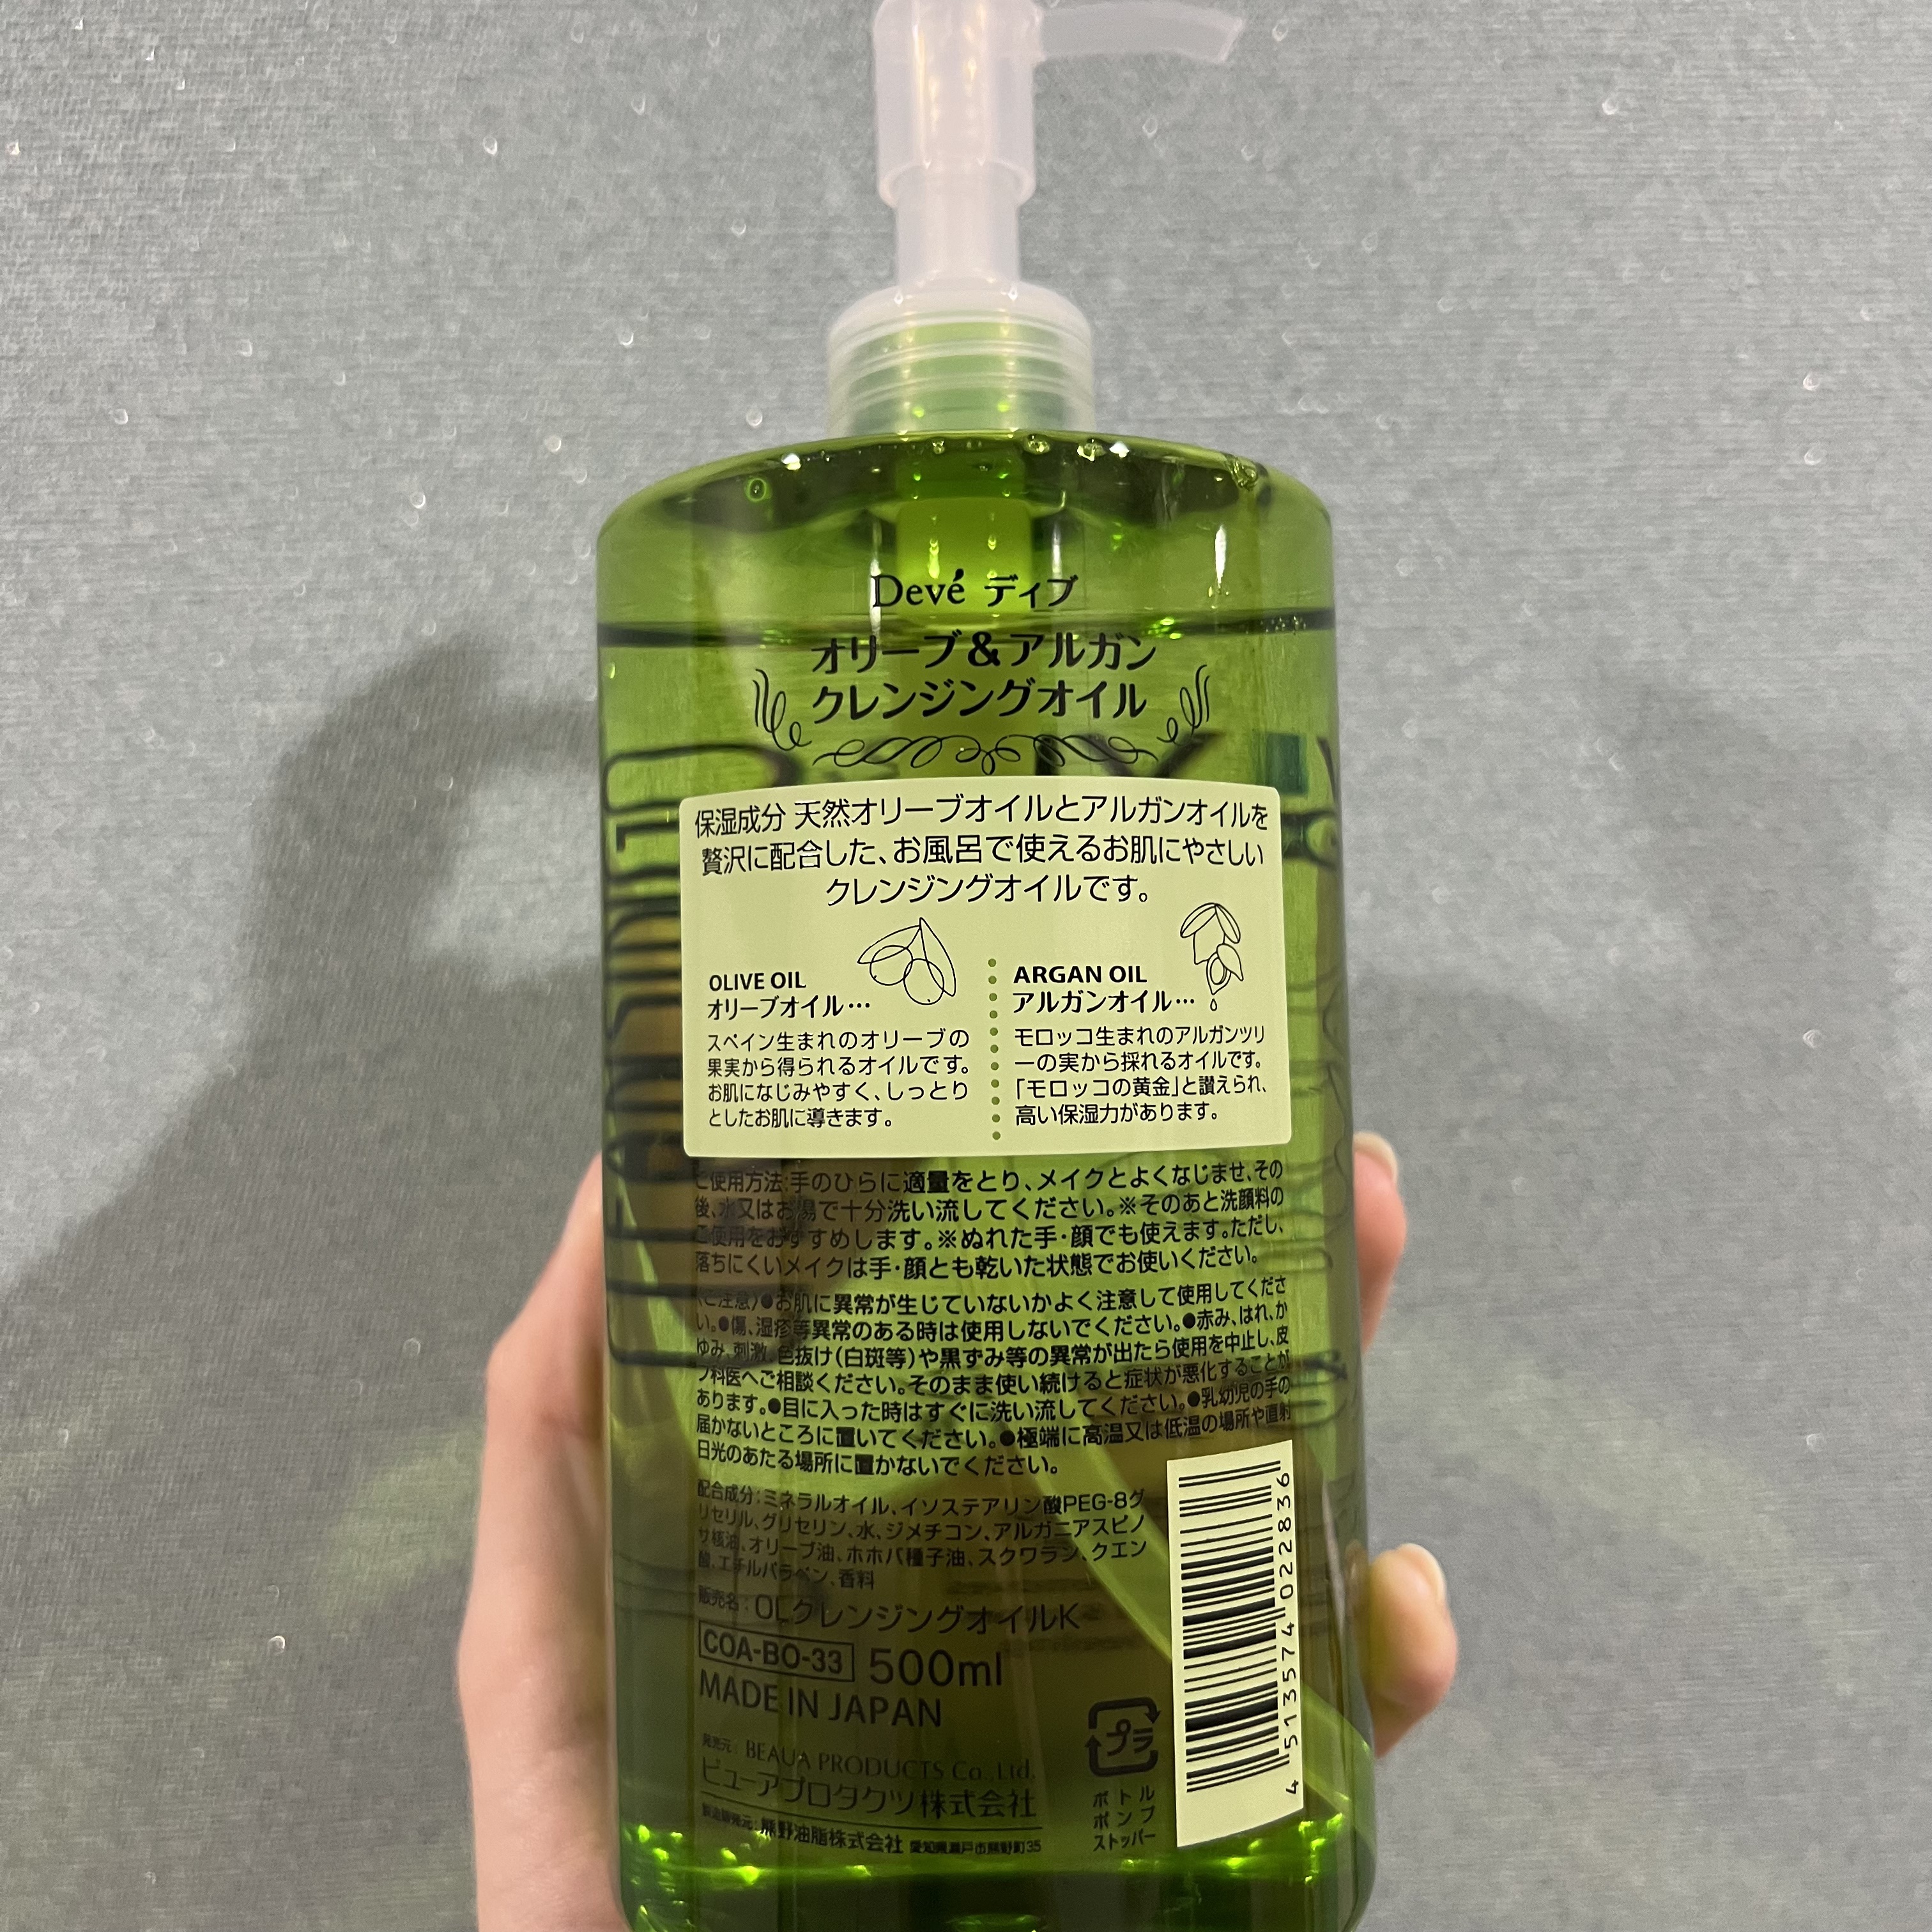 Devé ディブ
オリーブ&アルガン
クレンジングオイル
保湿成分 天然オリーブオイルとアルガンオイルを
贅沢に配合した、お風呂で使えるお肌にやさしい
クレンジングオイルです。
OLIVE OIL
オリーブオイル…
スペイン生まれのオリーブの
果実から得られるオイルです。
お肌になじみやすく、しっとり
としたお肌に導きます。
ARGAN OIL
アルガンオイル…
モロッコ生まれのアルガンツリ
ーの実から採れるオイルです。
「モロッコの黄金」と讃えられ、
高い保湿力があります。
ご使用方法:手のひらに適量をとり、メイクとよくなじませ、その
後、水又はお湯で十分洗い流してください。※そのあと洗顔料の
ご使用をおすすめします。※ぬれた手・顔でも使えます。ただし、
落ちにくいメイクは手・顔とも乾いた状態でお使いください。
〈ご注意〉●お肌に異常が生じていないかよく注意して使用してくださ
い。●傷、湿疹等異常のある時は使用しないでください。●赤み、はれ、か
ゆみ、刺激、色抜け(白斑等)や黒ずみ等の異常が出たら使用を中止し、皮
フ科医へご相談ください。そのまま使い続けると症状が悪化することが
あります。●目に入った時はすぐに洗い流してください。●乳幼児の手の
届かないところに置いてください。●極端に高温又は低温の場所や直射
日光のあたる場所に置かないでください。
配合成分:ミネラルオイル、イソステアリン酸PEG-8グ
リセリル、グリセリン、水、ジメチコン、アルガニアスピノ
サ核油、オリーブ油、ホホバ種子油、スクワラン、クエン
酸、エチルパラベン、香料
販売名:OLクレンジングオイルK
COA-BO-33 500ml
MADE IN JAPAN
発売元:BEAUA PRODUCTS Co.,Ltd.
ビューアプロダクツ株式会社
製造販売元:熊野油脂株式会社 愛知県瀬戸市熊野町35
プラ
ボトル
ポンプ
ストッパー
4 513574 022836